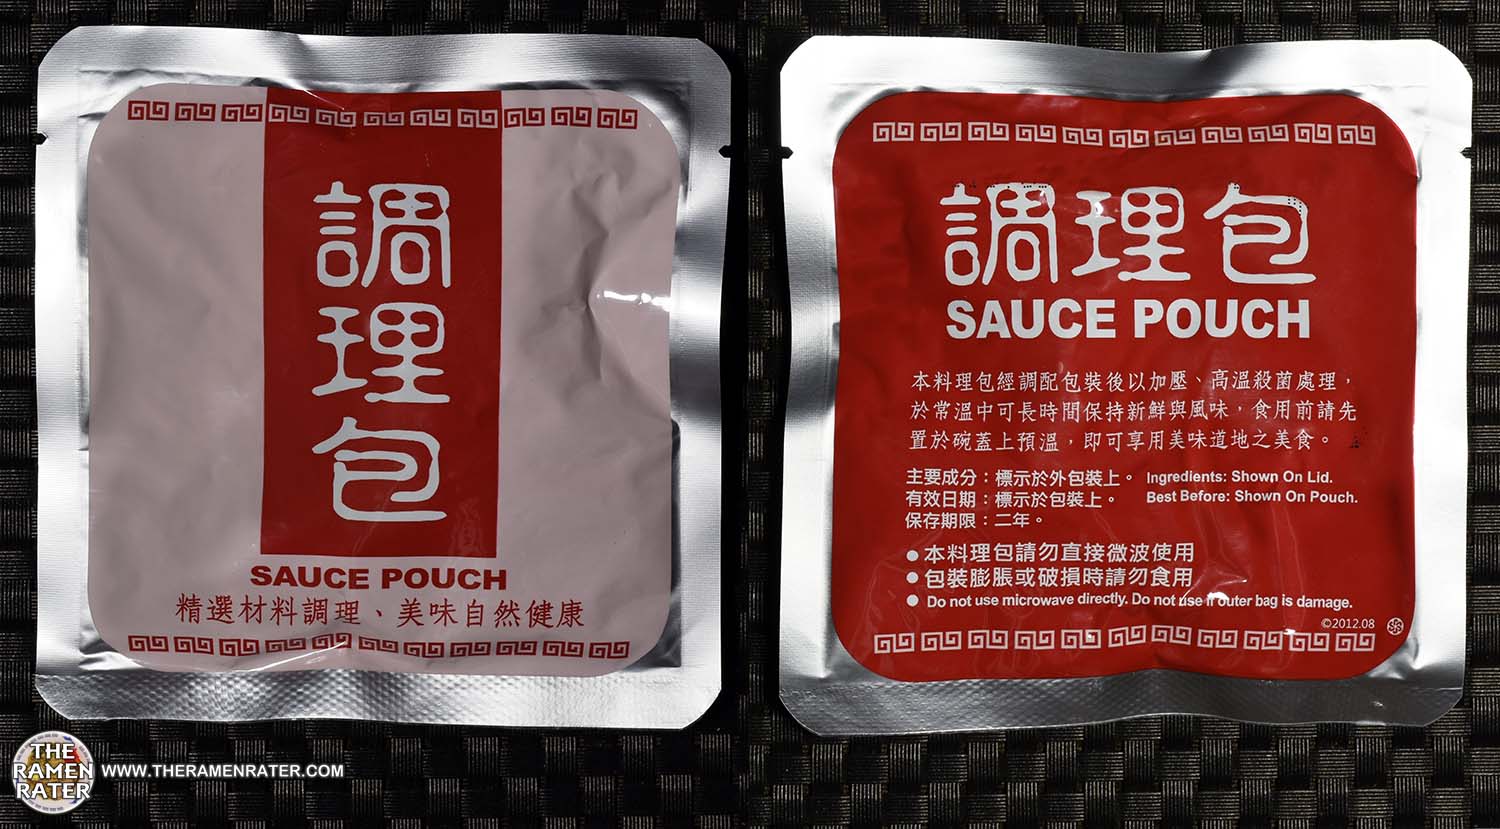 調理包
SAUCE POUCH
精選材料調理、美味自然健康
調理包
SAUCE POUCH
本料理包經調配包裝後以加壓、高溫殺菌處理，
於常溫中可長時間保持新鮮與風味，食用前請先
置於碗蓋上預溫，即可享用美味道地之美食。
主要成分：標示於外包裝上。 Ingredients: Shown On Lid.
有效日期：標示於包裝上。 Best Before: Shown On Pouch.
保存期限：二年。
●本料理包請勿直接微波使用
●包裝膨脹或破損時請勿食用
● Do not use microwave directly. Do not use if outer bag is damage.
©2012.08
THE
RAMEN
RATER
WWW.THERAMENRATER.COM